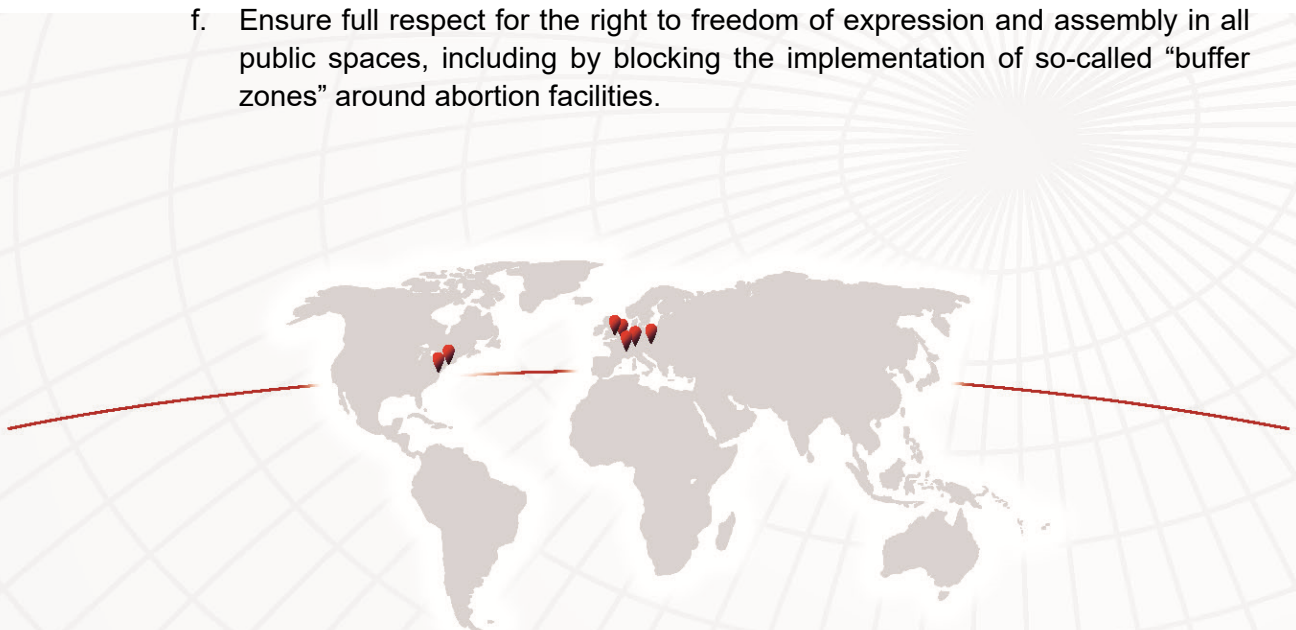 f. Ensure full respect for the right to freedom of expression and assembly in all
public spaces, including by blocking the implementation of so-called “buffer
zones” around abortion facilities.